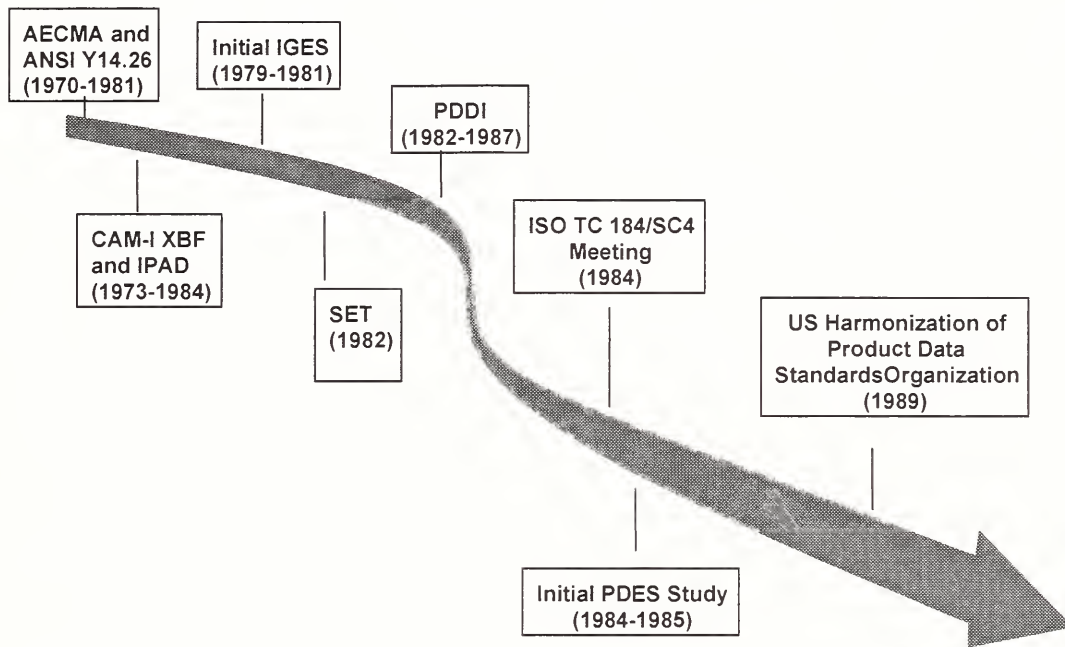 AECMA and
ANSI Y14.26
(1970-1981)
Initial IGES
(1979-1981)
PDDI
(1982-1987)
CAM-I XBF
and IPAD
(1973-1984)
SET
(1982)
ISO TC 184/SC4
Meeting
(1984)
US Harmonization of
Product Data
StandardsOrganization
(1989)
Initial PDES Study
(1984-1985)